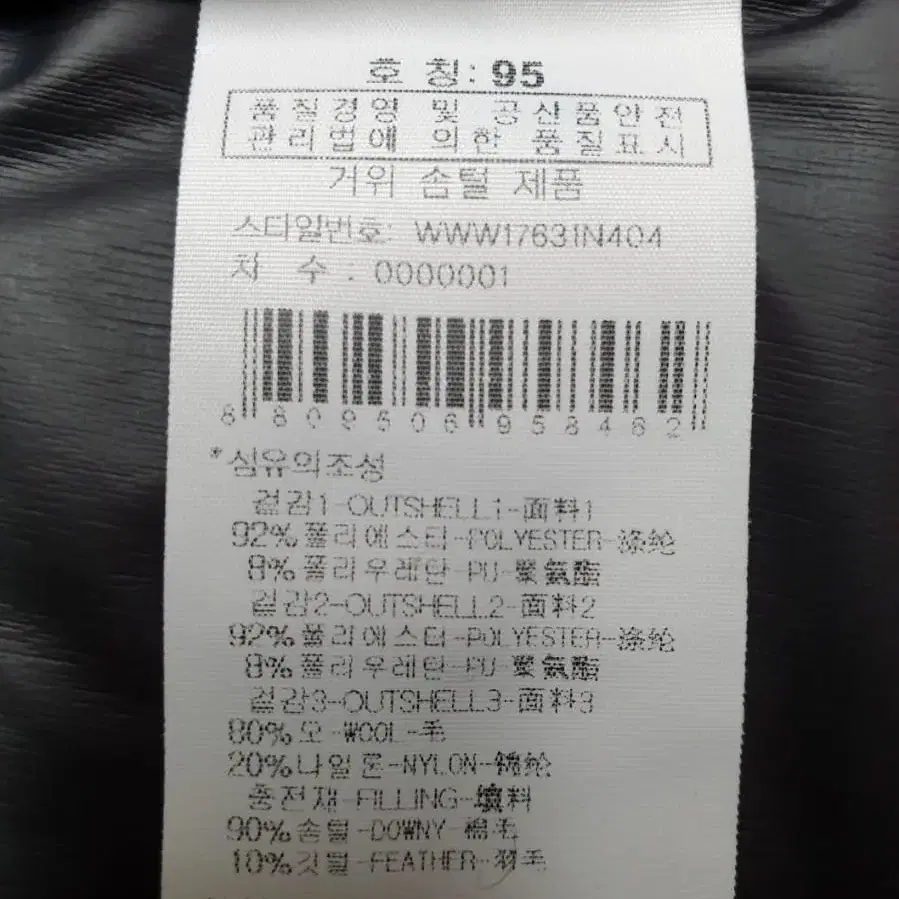 호 칭: 95
품질경영 및 공산품안전
관리법에 의한 품질표시
거위 솜털 제품
스타일번호: WWW17631N404
차 수 : 0000001
8 809506 958482
*섬유의조성
겉감1-OUTSHELL1-面料1
92%폴리에스터-POLYESTER-涤纶
8%폴리우레탄-PU-聚氨酯
겉감2-OUTSHELL2-面料2
92%폴리에스터-POLYESTER-涤纶
8%폴리우레탄-PU-聚氨酯
겉감3-OUTSHELL3-面料3
80%모-WOOL-毛
20%나일론-NYLON-锦纶
충전재-FILLING-填料
90%솜털-DOWNY-棉毛
10%깃털-FEATHER-羽毛